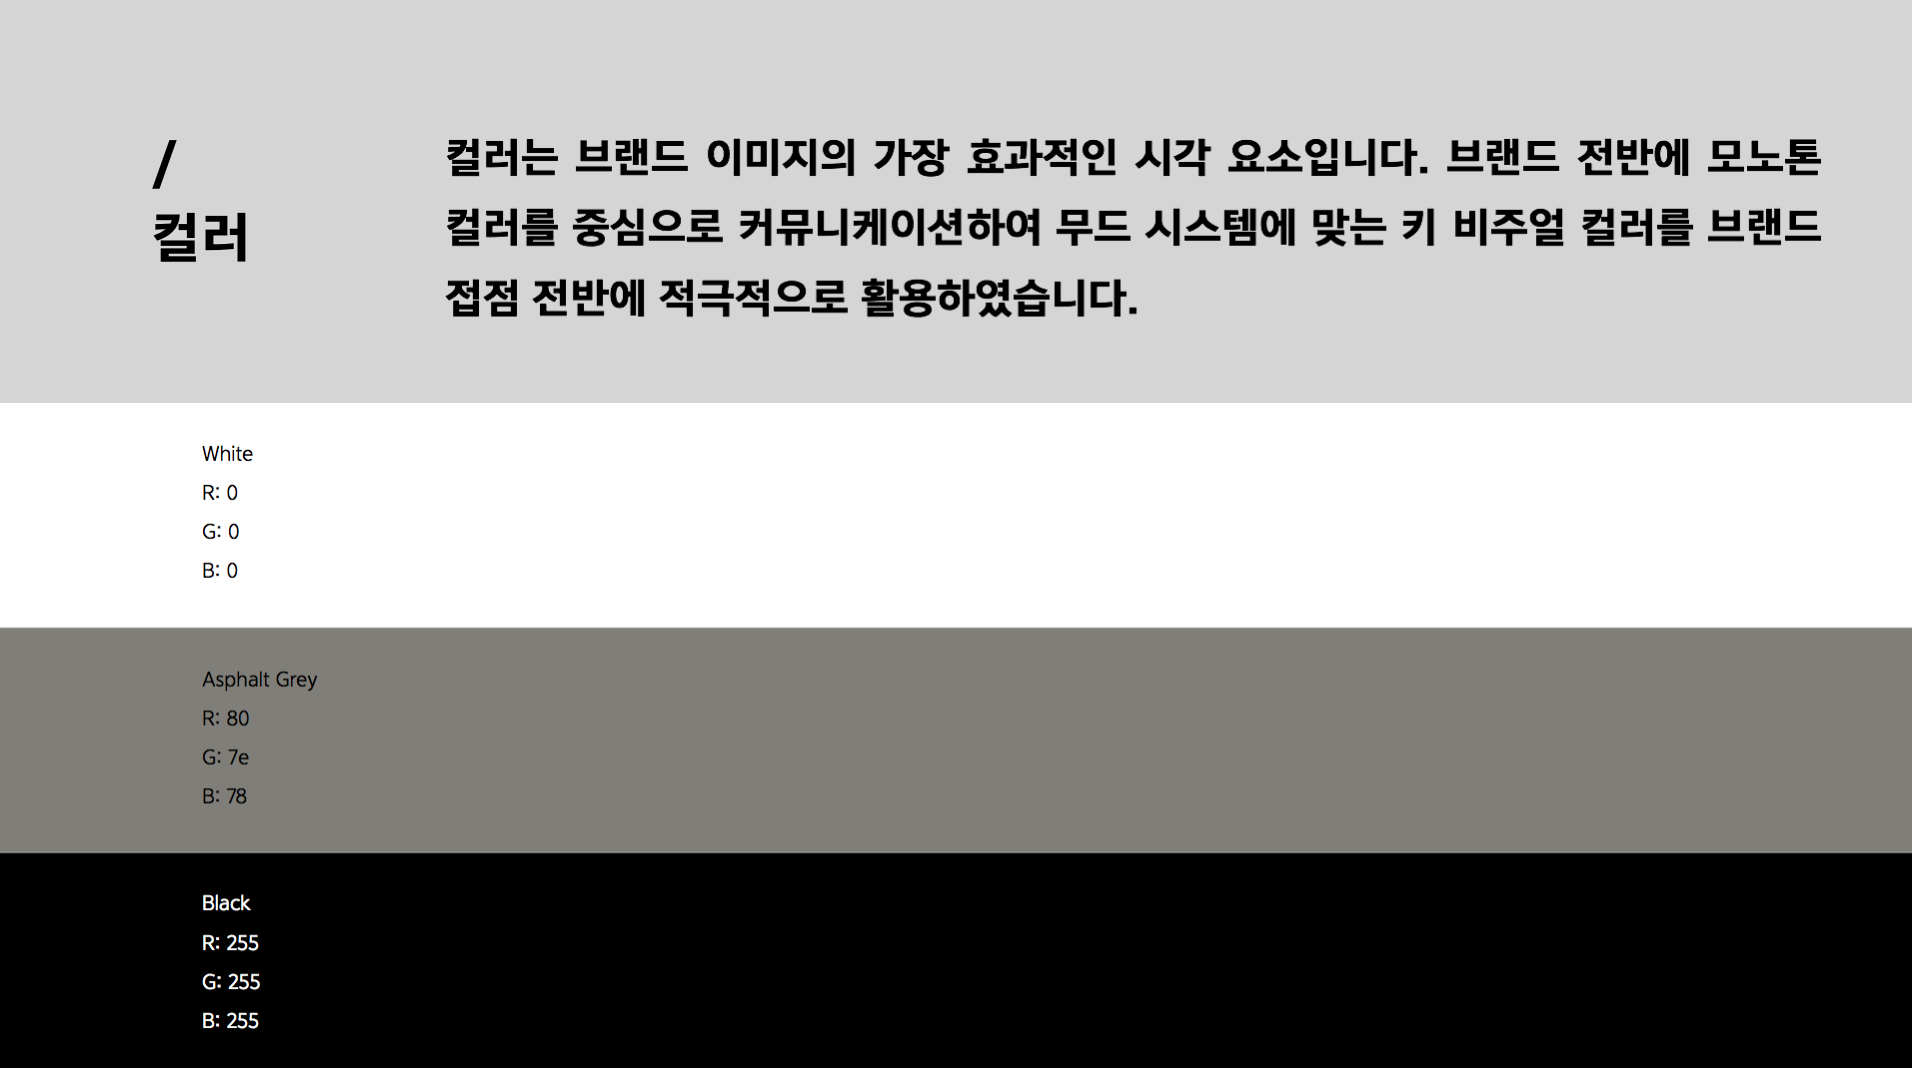 /
컬러
컬러는 브랜드 이미지의 가장 효과적인 시각 요소입니다. 브랜드 전반에 모노톤
컬러를 중심으로 커뮤니케이션하여 무드 시스템에 맞는 키 비주얼 컬러를 브랜드
접점 전반에 적극적으로 활용하였습니다.
White
R: 0
G: 0
B: 0
Asphalt Grey
R: 80
G: 7e
B: 78
Black
R: 255
G: 255
B: 255